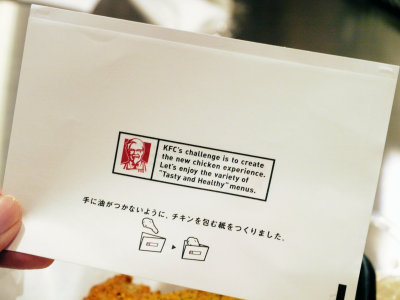 KFC's challenge is to create
the new chicken experience.
Let's enjoy the variety of
"Tasty and Healthy" menus.
手に油がつかないように、チキンを包む紙をつくりました。